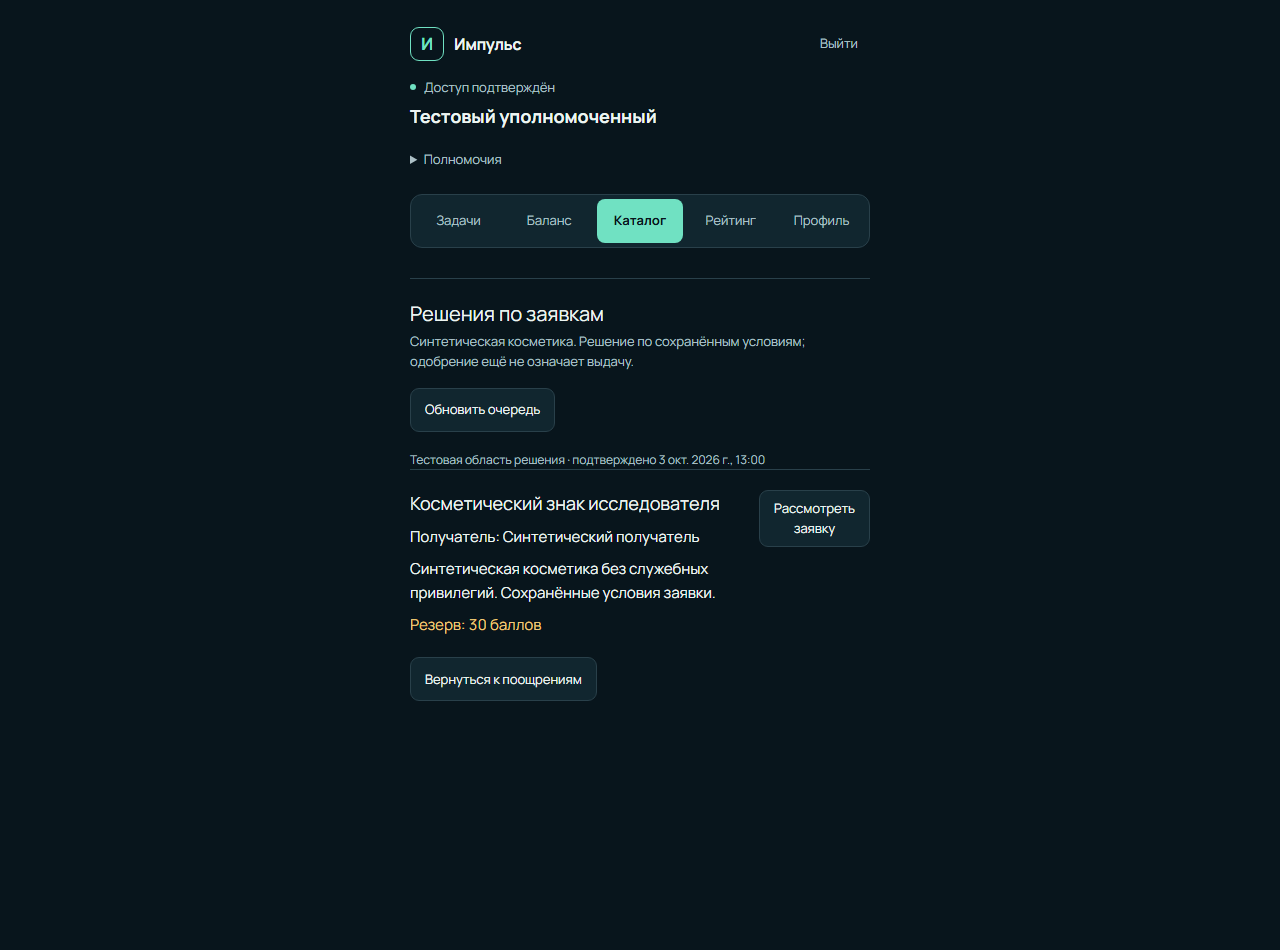 И Импульс
Выйти
Доступ подтверждён
Тестовый уполномоченный
Полномочия
Задачи Баланс Каталог Рейтинг Профиль
Решения по заявкам
Синтетическая косметика. Решение по сохранённым условиям;
одобрение ещё не означает выдачу.
Обновить очередь
Тестовая область решения · подтверждено 3 окт. 2026 г., 13:00
Косметический знак исследователя
Рассмотреть
заявку
Получатель: Синтетический получатель
Синтетическая косметика без служебных
привилегий. Сохранённые условия заявки.
Резерв: 30 баллов
Вернуться к поощрениям